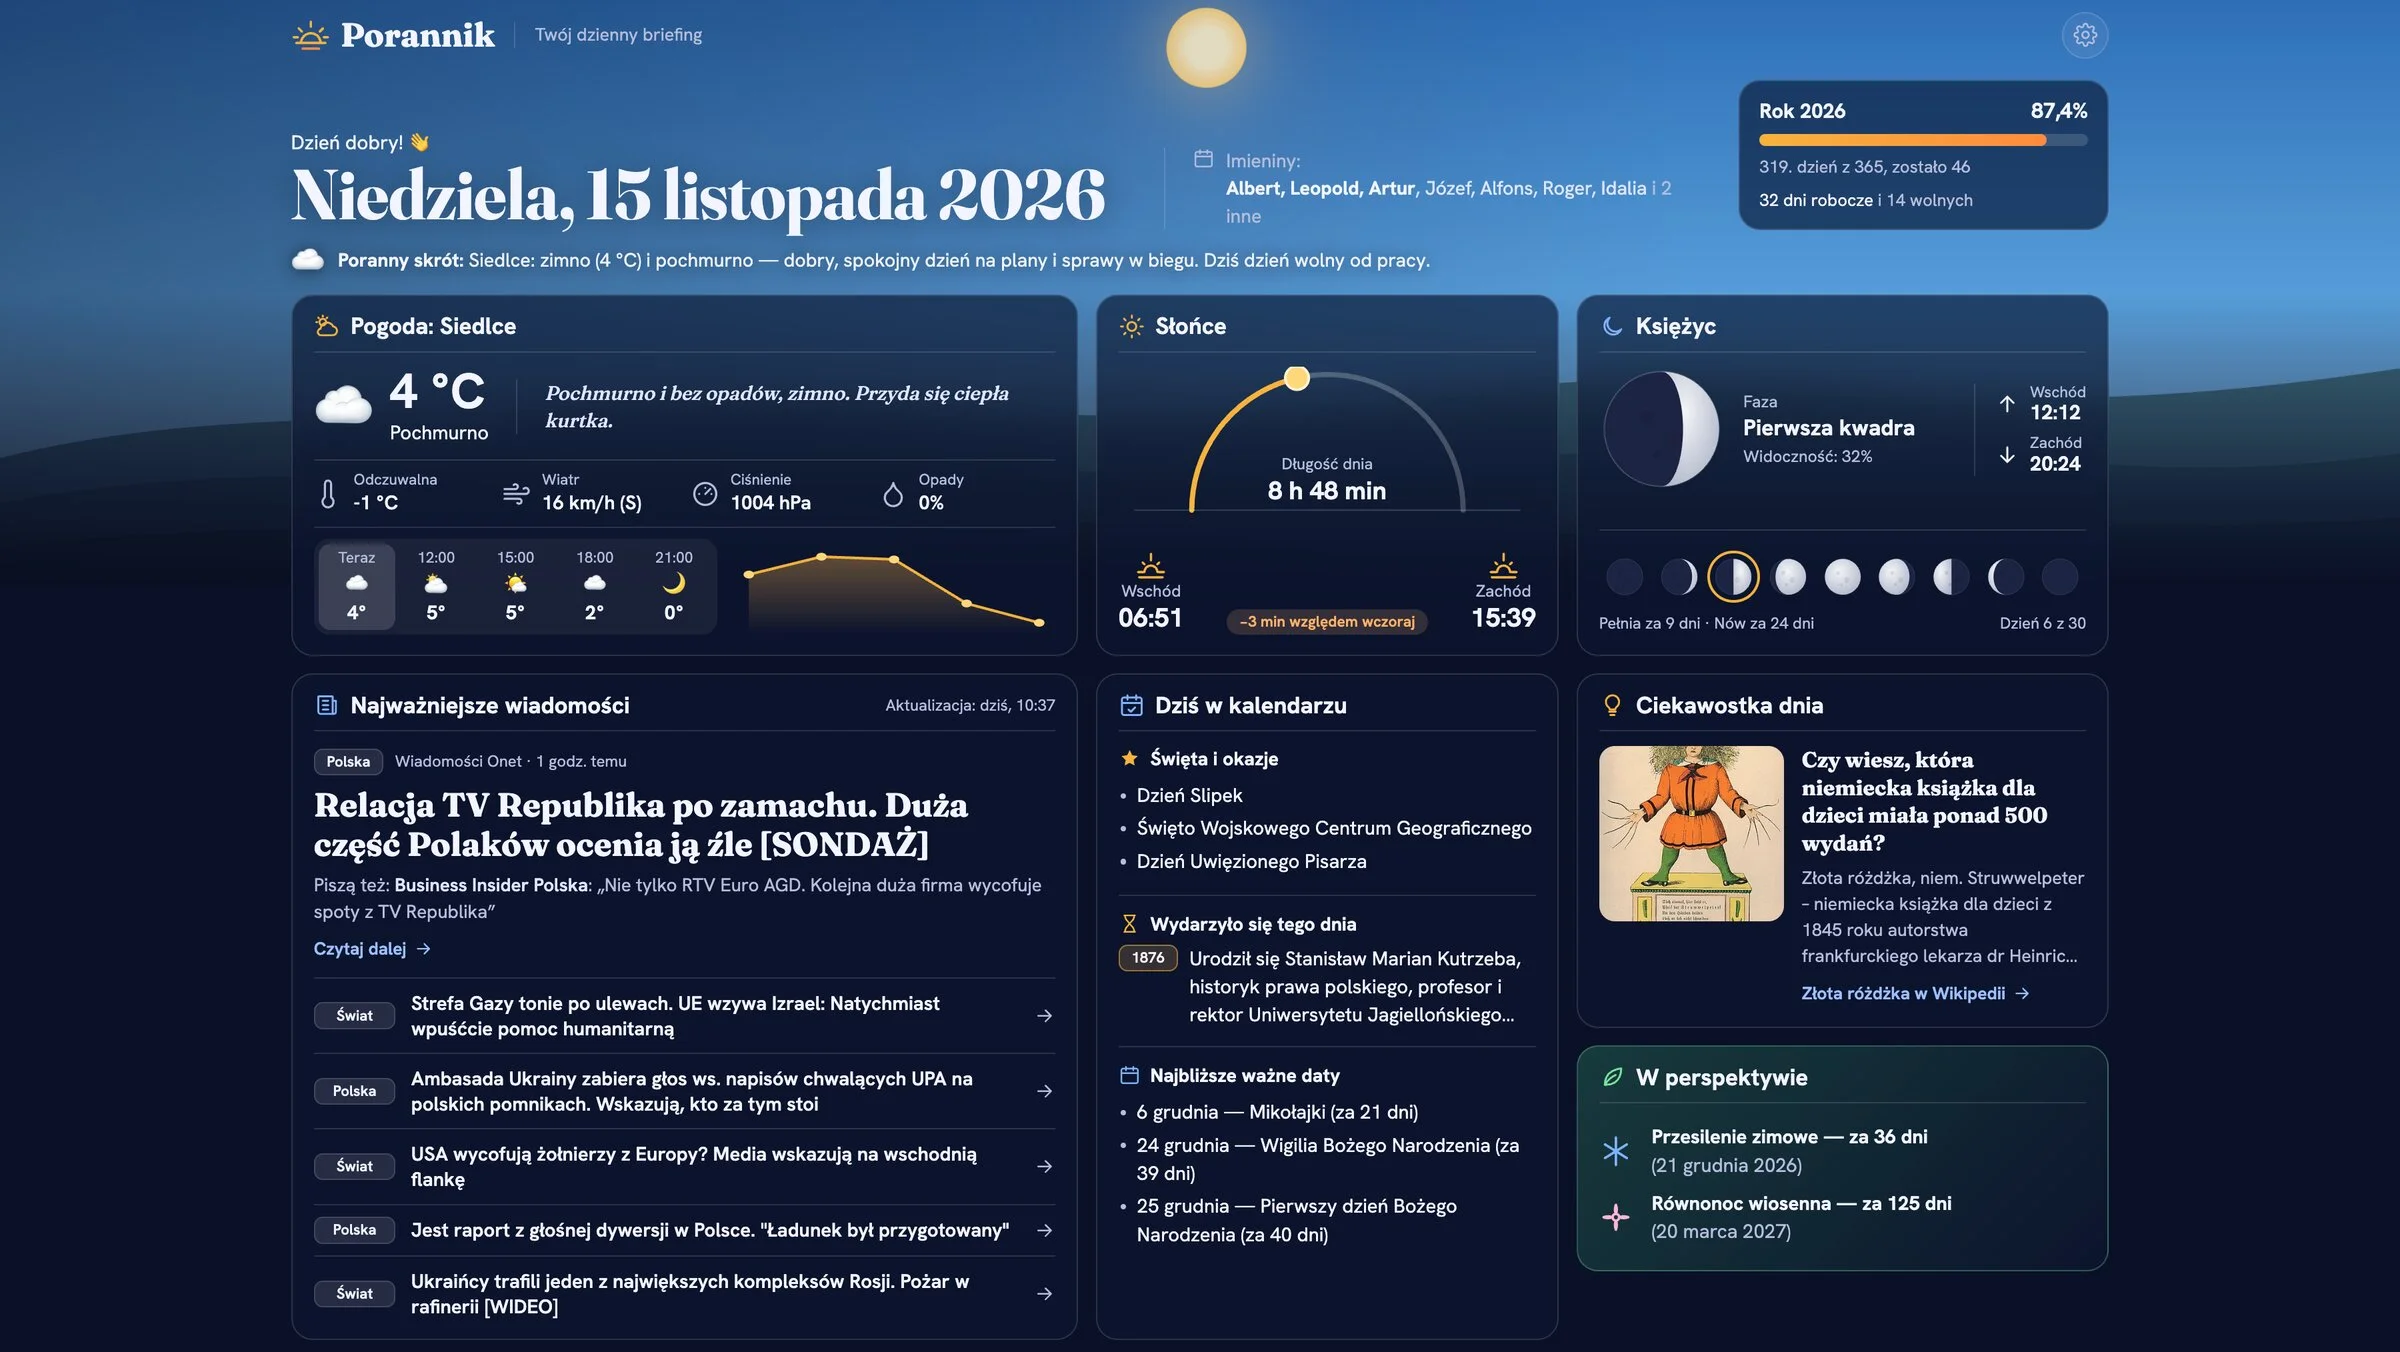 Porannik
Twój dzienny briefing
Dzień dobry! 👋
Niedziela, 15 listopada 2026
Imieniny:
Albert, Leopold, Artur, Józef, Alfons, Roger, Idalia i 2
inne
Rok 2026
87,4%
319. dzień z 365, zostało 46
32 dni robocze i 14 wolnych
Poranny skrót: Siedlce: zimno (4 °C) i pochmurno — dobry, spokojny dzień na plany i sprawy w biegu. Dziś dzień wolny od pracy.
Pogoda: Siedlce
4 °C
Pochmurno
Pochmurno i bez opadów, zimno. Przyda się ciepła
kurtka.
Odczuwalna
-1 °C
Wiatr
16 km/h (S)
Ciśnienie
1004 hPa
Opady
0%
Teraz
4°
12:00
5°
15:00
5°
18:00
2°
21:00
0°
Słońce
Długość dnia
8 h 48 min
Wschód
06:51
−3 min względem wczoraj
Zachód
15:39
Księżyc
Faza
Pierwsza kwadra
Widoczność: 32%
Wschód
12:12
Zachód
20:24
Pełnia za 9 dni · Nów za 24 dni
Dzień 6 z 30
Najważniejsze wiadomości
Aktualizacja: dziś, 10:37
Polska
Wiadomości Onet · 1 godz. temu
Relacja TV Republika po zamachu. Duża
część Polaków ocenia ją źle [SONDAŻ]
Piszą też: Business Insider Polska: „Nie tylko RTV Euro AGD. Kolejna duża firma wycofuje
spoty z TV Republika”
Czytaj dalej →
Świat
Strefa Gazy tonie po ulewach. UE wzywa Izrael: Natychmiast
wpuśćcie pomoc humanitarną
Polska
Ambasada Ukrainy zabiera głos ws. napisów chwalących UPA na
polskich pomnikach. Wskazują, kto za tym stoi
Świat
USA wycofują żołnierzy z Europy? Media wskazują na wschodnią
flankę
Polska
Jest raport z głośnej dywersji w Polsce. "Ładunek był przygotowany"
Świat
Ukraińcy trafili jeden z największych kompleksów Rosji. Pożar w
rafinerii [WIDEO]
Dziś w kalendarzu
Święta i okazje
• Dzień Slipek
• Święto Wojskowego Centrum Geograficznego
• Dzień Uwięzionego Pisarza
Wydarzyło się tego dnia
1876
Urodził się Stanisław Marian Kutrzeba,
historyk prawa polskiego, profesor i
rektor Uniwersytetu Jagiellońskiego...
Najbliższe ważne daty
• 6 grudnia — Mikołajki (za 21 dni)
• 24 grudnia — Wigilia Bożego Narodzenia (za
39 dni)
• 25 grudnia — Pierwszy dzień Bożego
Narodzenia (za 40 dni)
Ciekawostka dnia
Czy wiesz, która
niemiecka książka dla
dzieci miała ponad 500
wydań?
Złota różdżka, niem. Struwwelpeter
– niemiecka książka dla dzieci z
1845 roku autorstwa
frankfurckiego lekarza dr Heinric...
Złota różdżka w Wikipedii →
W perspektywie
Przesilenie zimowe — za 36 dni
(21 grudnia 2026)
Równonoc wiosenna — za 125 dni
(20 marca 2027)